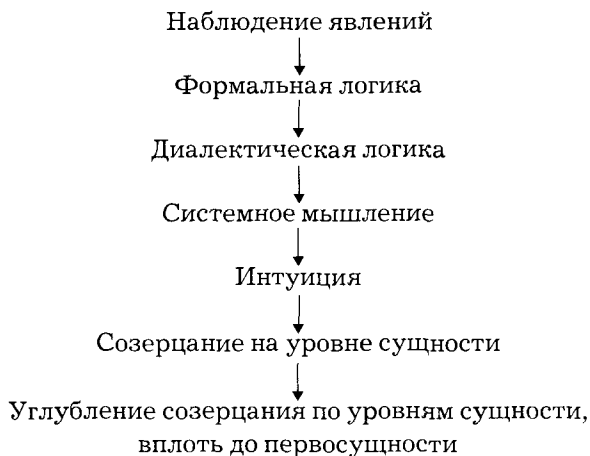 Наблюдение явлений
Формальная логика
Диалектическая логика
Системное мышление
Интуиция
Созерцание на уровне сущности
Углубление созерцания по уровням сущности,
вплоть до первосущности